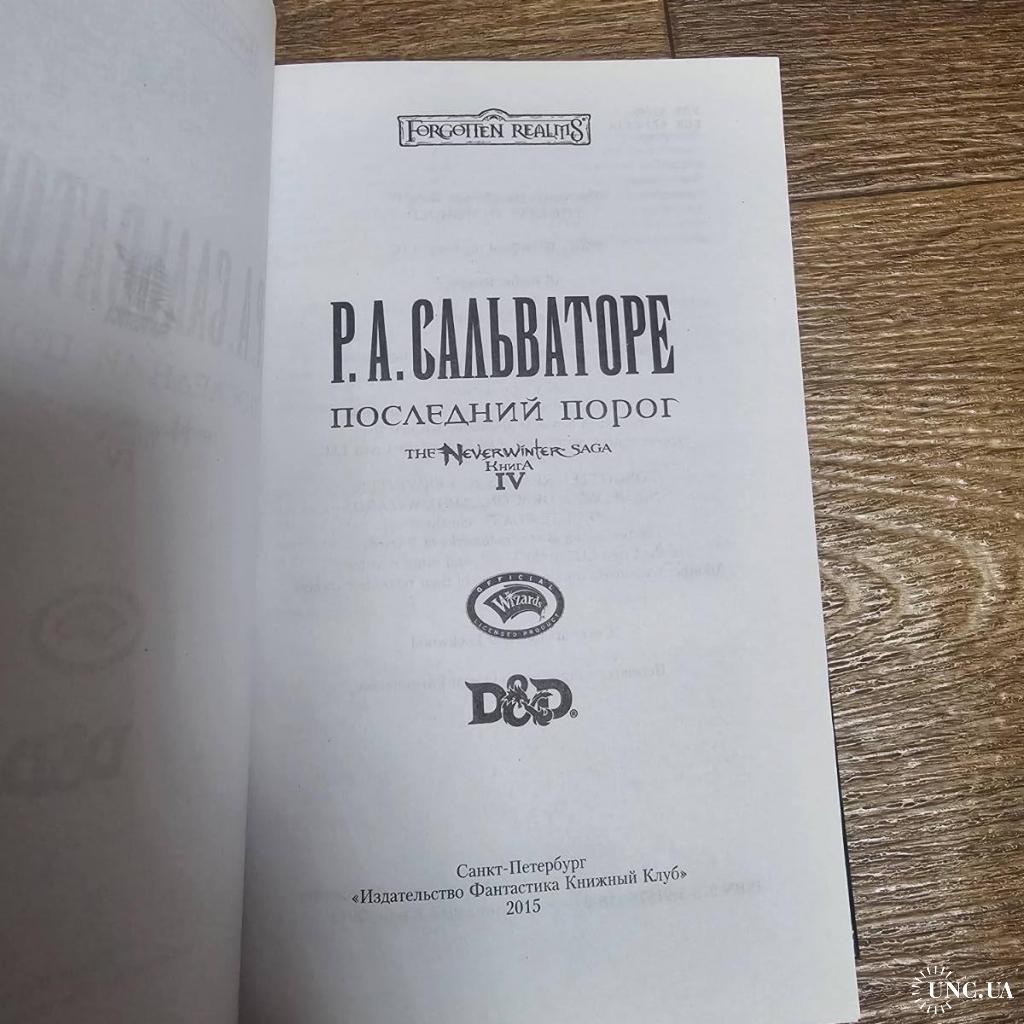 FORGOTTEN REALMS®
Р. А. САЛЬВАТОРЕ
ПОСЛЕДНИЙ ПОРОГ
THE NEVERWINTER SAGA
КНИГА
IV
OFFICIAL
Wizards
LICENSED PRODUCT
D&D®
Санкт-Петербург
«Издательство Фантастика Книжный Клуб»
2015
UNC.UA